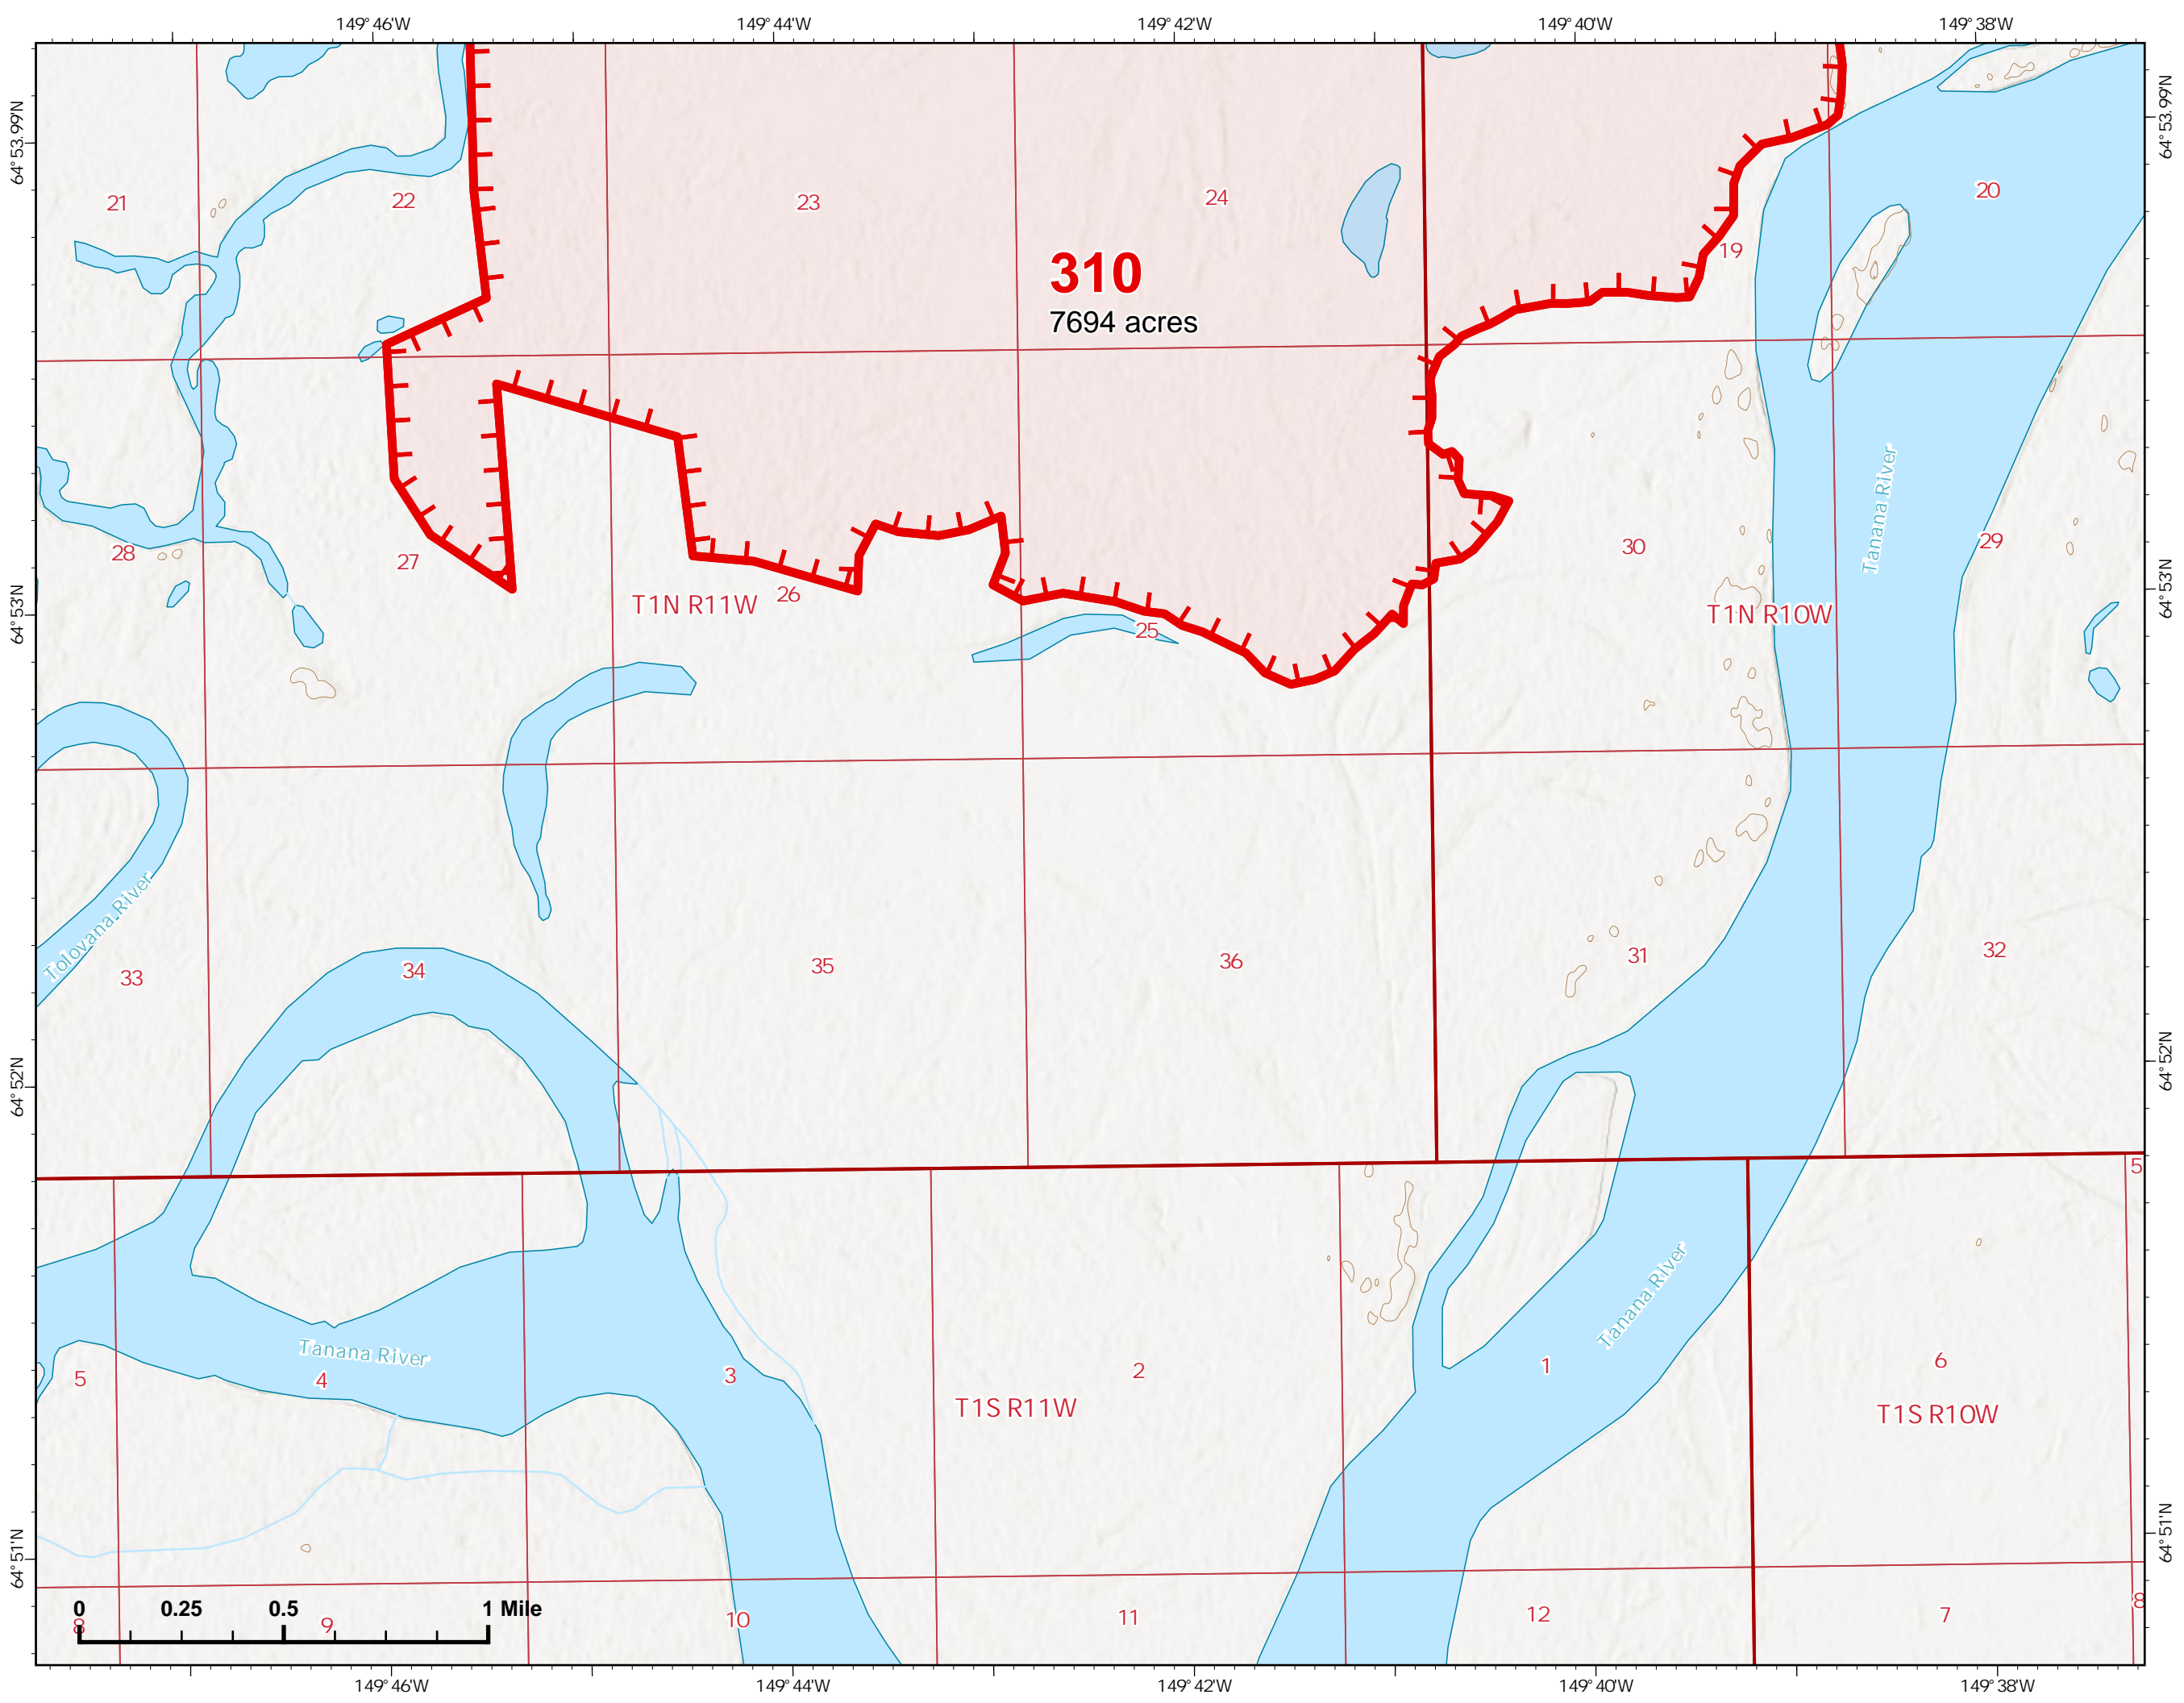 149°46'W 149°44'W 149°42'W 149°40'W 149°38'W
64°53.99'N
64°53.99'N
21 22 23 24 19 20
310
7694 acres
Tanana River
28 27 26 25 30 29
T1N R11W
T1N R10W
64°53'N
64°53'N
Tolovana River
33 34 35 36 31 32
64°52'N
64°52'N
5
Tanana River
Tanana River
5 4 3 2 1 6
T1S R11W
T1S R10W
64°51'N
64°51'N
0 0.25 0.5 1 Mile
8 9 10 11 12 7 8
149°46'W 149°44'W 149°42'W 149°40'W 149°38'W